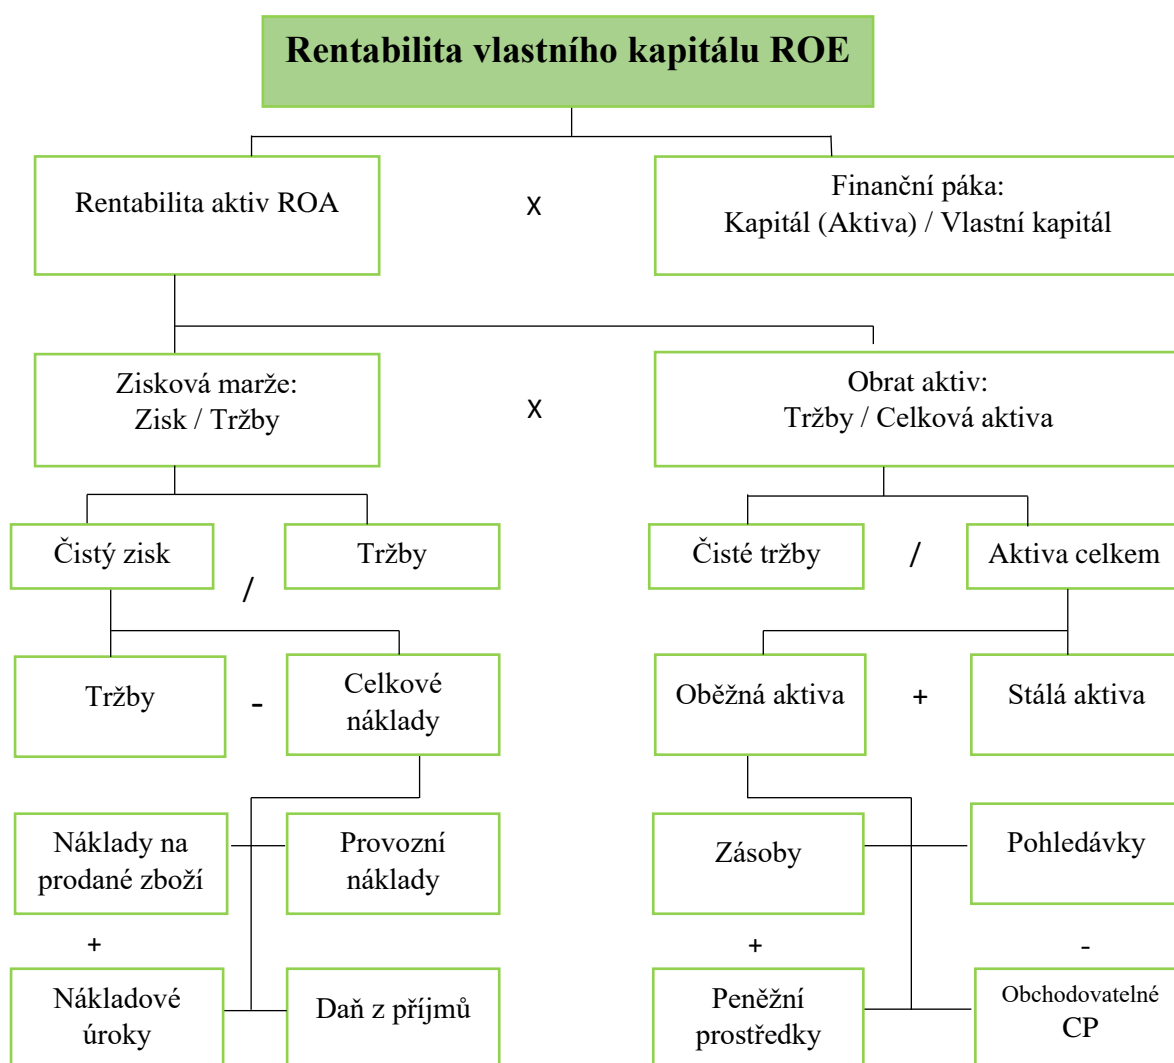 Rentabilita vlastního kapitálu ROE
Rentabilita aktiv ROA
x
Finanční páka:
Kapitál (Aktiva) / Vlastní kapitál
Zisková marže:
Zisk / Tržby
x
Obrat aktiv:
Tržby / Celková aktiva
Čistý zisk
/
Tržby
Čisté tržby
/
Aktiva celkem
Tržby
-
Celkové
náklady
Oběžná aktiva
+
Stálá aktiva
Náklady na
prodané zboží
Provozní
náklady
Zásoby
Pohledávky
+
+
-
Nákladové
úroky
Daň z příjmů
Peněžní
prostředky
Obchodovatelné
CP